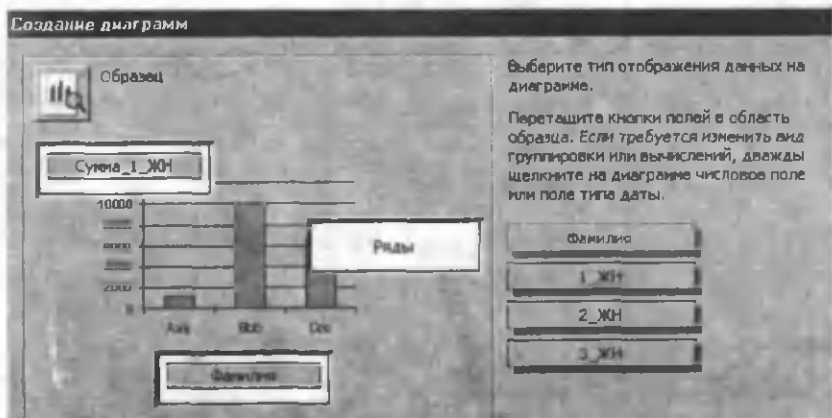 Создание диаграмм
Образец
Сумма_1_ЖН
10000
8000
2000
0
Ряды
Фамилия
Выберите тип отображения данных на
диаграмме.
Перетащите кнопки полей в область
образца. Если требуется изменить вид
группировки или вычислений, дважды
щелкните на диаграмме числовое поле
или поле типа даты.
Фамилия
1_ЖН
2_ЖН
3_ЖН